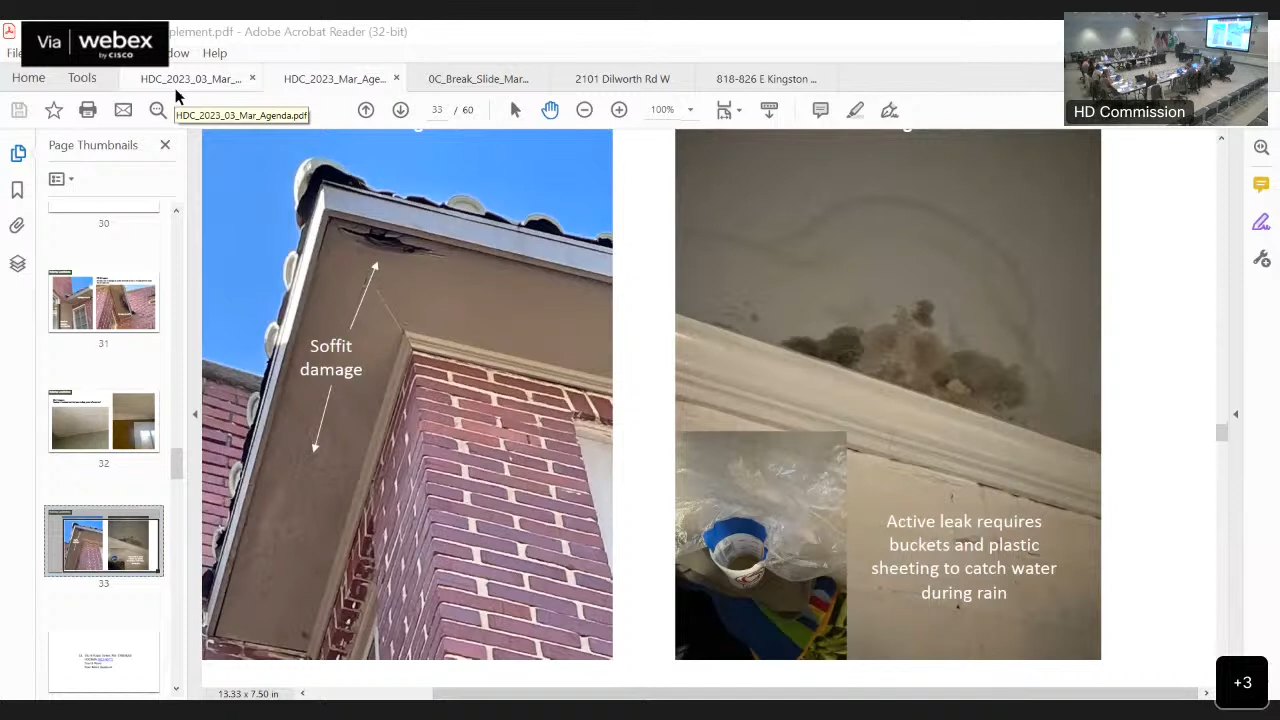 Via webex
by CISCO
plement.pdf - Adobe Acrobat Reader (32-bit)
dow Help
Home Tools HDC_2023_03_Mar_... × HDC_2023_Mar_Age... × 0C_Break_Slide_Mar... 2101 Dilworth Rd W 818-826 E Kingston ...
HDC_2023_03_Mar_Agenda.pdf
33 / 60
100%
HD Commission
Page Thumbnails
30
31
32
33
Soffit
damage
Active leak requires
buckets and plastic
sheeting to catch water
during rain
13.33 x 7.50 in
+3